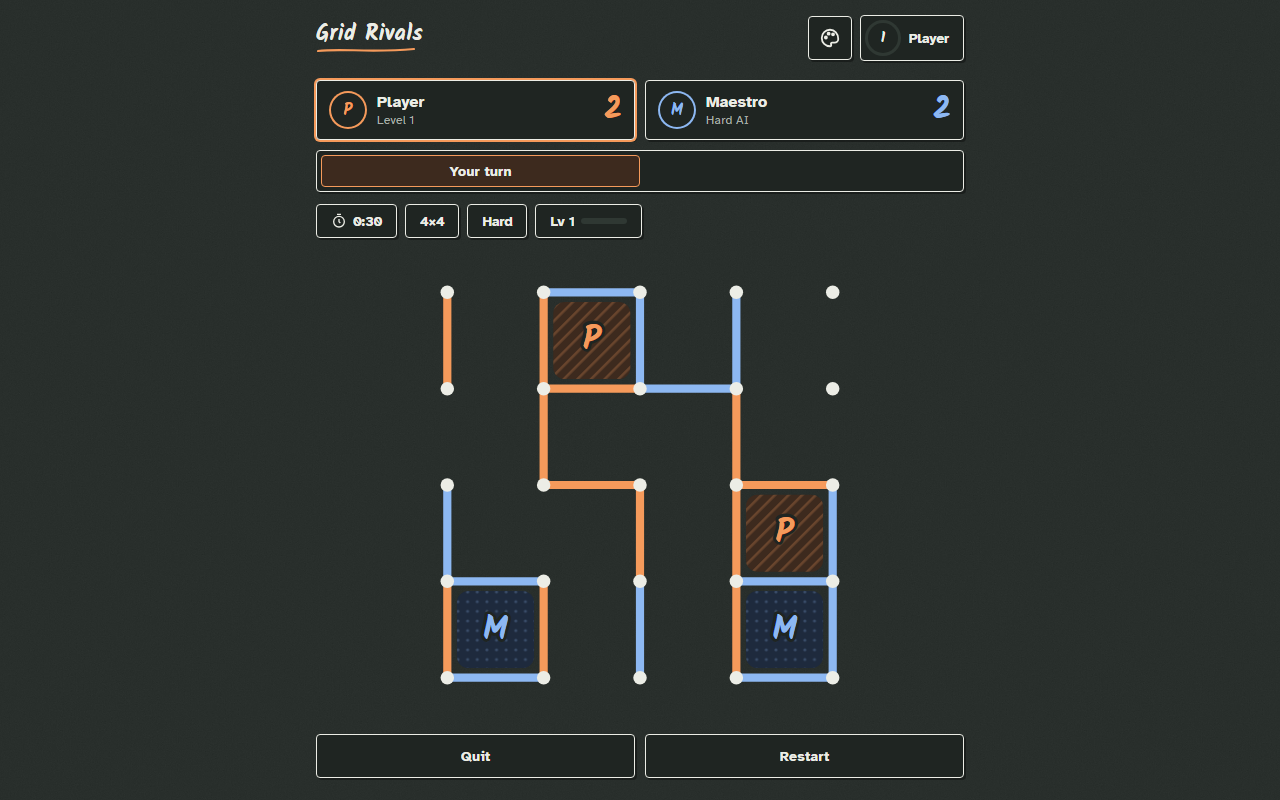 Grid Rivals
I Player
P Player 2
Level 1
M Maestro 2
Hard AI
Your turn
0:30 4×4 Hard Lv 1
P
P
M M
Quit Restart